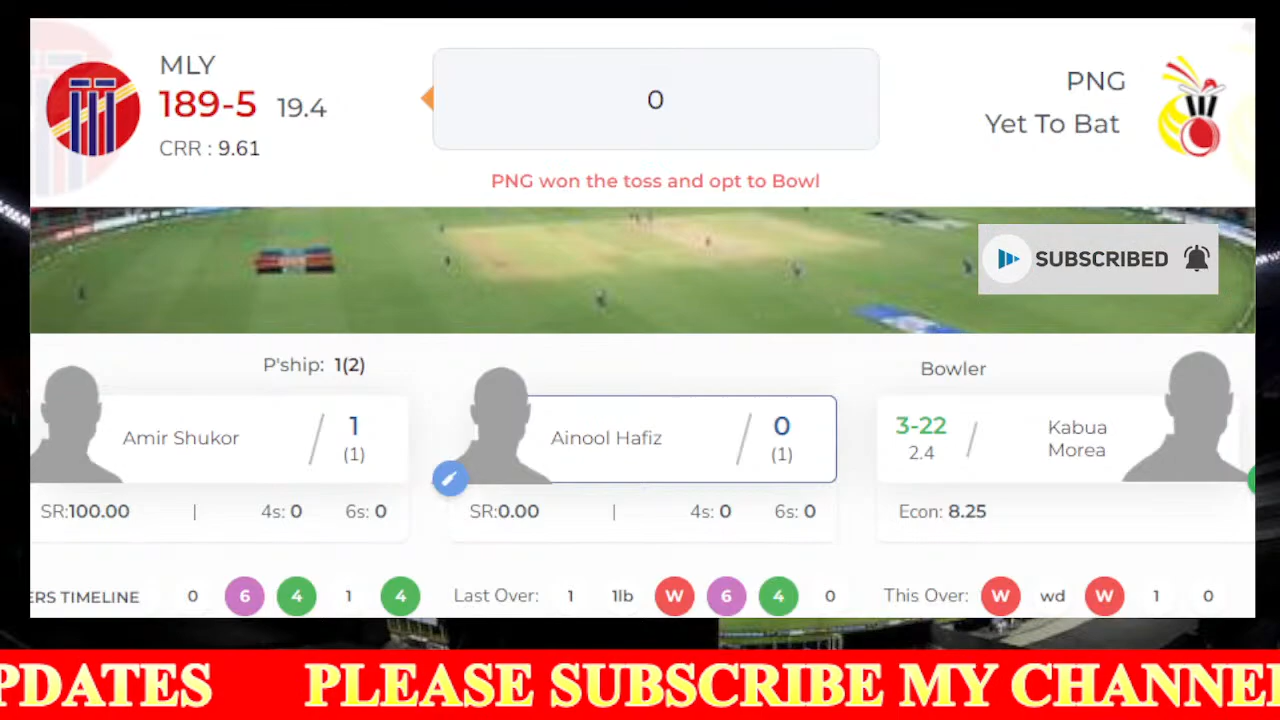 MLY
189-5 19.4
CRR : 9.61
0
PNG
Yet To Bat
PNG won the toss and opt to Bowl
SUBSCRIBED
P'ship: 1(2)
Bowler
Amir Shukor
1
(1)
Ainool Hafiz
0
(1)
3-22
2.4
Kabua
Morea
SR:100.00 | 4s: 0 6s: 0
SR:0.00 | 4s: 0 6s: 0
Econ: 8.25
ERS TIMELINE 0 6 4 1 4 Last Over: 1 1lb W 6 4 0 This Over: W wd W 1 0
PDATES PLEASE SUBSCRIBE MY CHANNEL